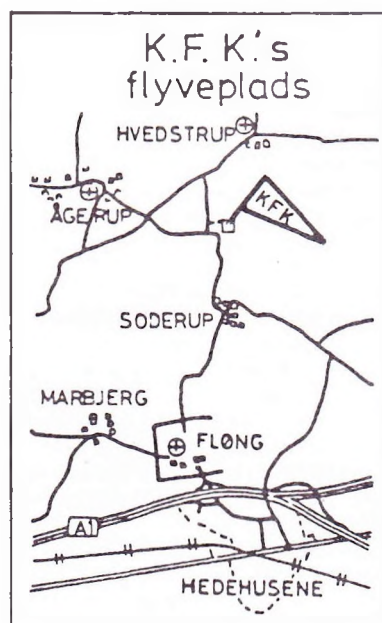 K.F.K.'s
flyveplads
HVEDSTRUP
ÅGERUP
KFK
SODERUP
MARBJERG
FLØNG
A1
HEDEHUSENE